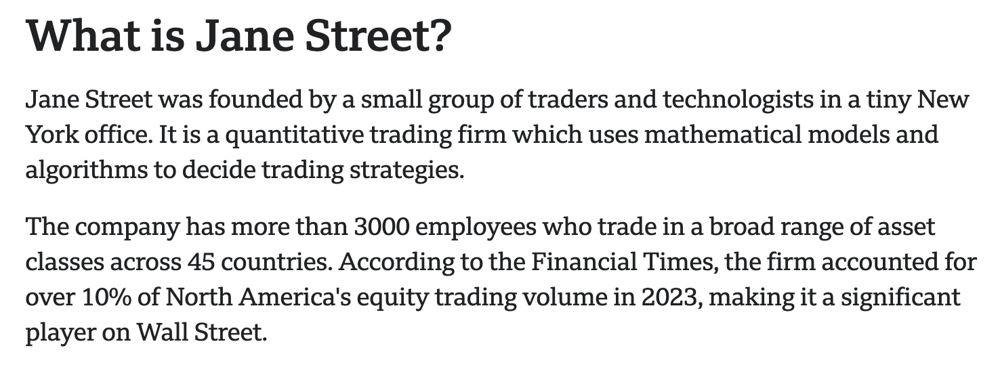 What is Jane Street?
Jane Street was founded by a small group of traders and technologists in a tiny New
York office. It is a quantitative trading firm which uses mathematical models and
algorithms to decide trading strategies.
The company has more than 3000 employees who trade in a broad range of asset
classes across 45 countries. According to the Financial Times, the firm accounted for
over 10% of North America's equity trading volume in 2023, making it a significant
player on Wall Street.